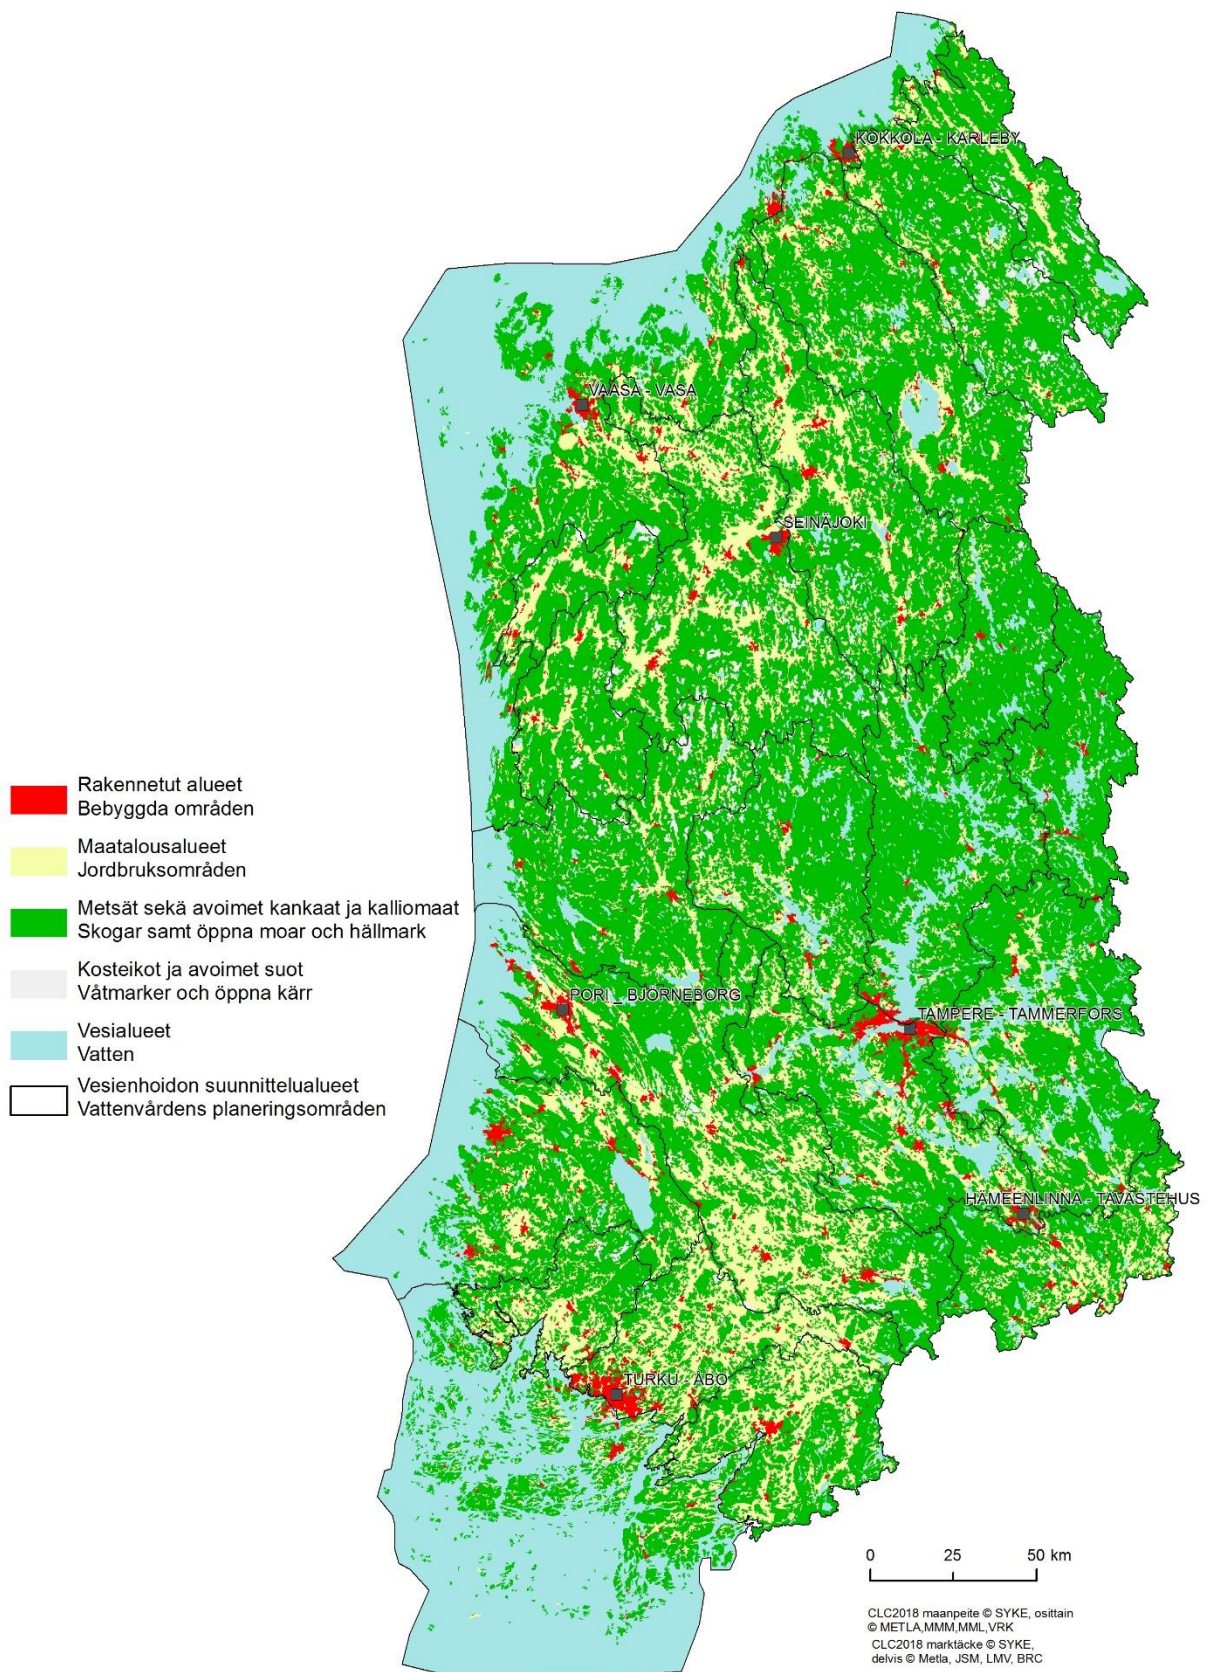 KOKKOLA - KARLEBY
VAASA - VASA
SEINÄJOKI
Rakennetut alueet
Bebyggda områden
Maatalousalueet
Jordbruksområden
Metsät sekä avoimet kankaat ja kalliomaat
Skogar samt öppna moar och hällmark
Kosteikot ja avoimet suot
Våtmarker och öppna kärr
Vesialueet
Vatten
Vesienhoidon suunnittelualueet
Vattenvårdens planeringsområden
PORI _ BJÖRNEBORG
TAMPERE - TAMMERFORS
HÄMEENLINNA - TAVASTEHUS
TURKU - ÅBO
0 25 50 km
CLC2018 maanpeite © SYKE, osittain
© METLA,MMM,MML,VRK
CLC2018 marktäcke © SYKE,
delvis © Metla, JSM, LMV, BRC